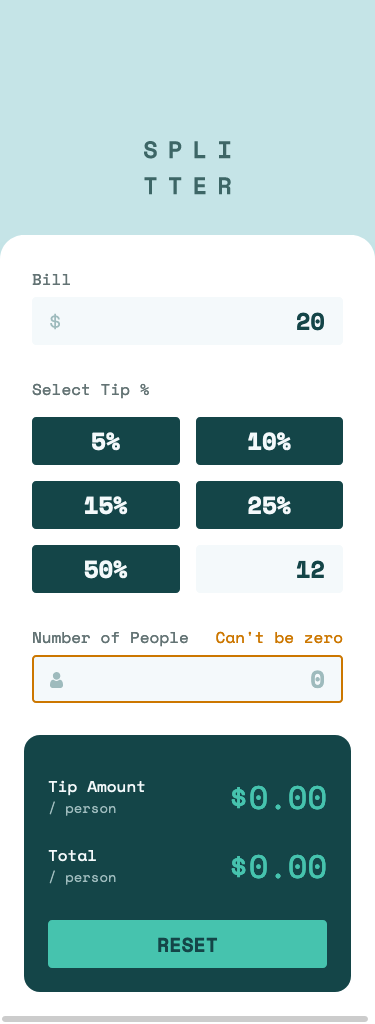 SPLI
TTER
Bill
$ 20
Select Tip %
5% 10%
15% 25%
50% 12
Number of People Can't be zero
0
Tip Amount $0.00
/ person
Total $0.00
/ person
RESET